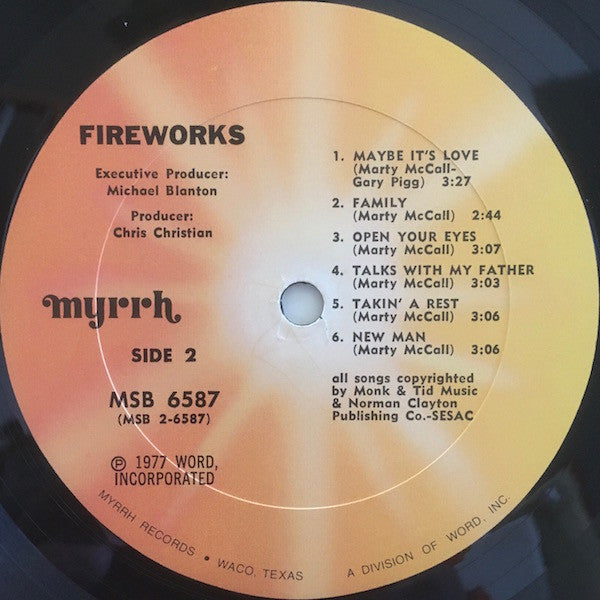 FIREWORKS
Executive Producer:
Michael Blanton
Producer:
Chris Christian
myrrh
SIDE 2
MSB 6587
(MSB 2-6587)
℗ 1977 WORD,
INCORPORATED
1. MAYBE IT'S LOVE
(Marty McCall-
Gary Pigg) 3:27
2. FAMILY
(Marty McCall) 2:44
3. OPEN YOUR EYES
(Marty McCall) 3:07
4. TALKS WITH MY FATHER
(Marty McCall) 3:03
5. TAKIN' A REST
(Marty McCall) 3:06
6. NEW MAN
(Marty McCall) 3:06
all songs copyrighted
by Monk & Tid Music
& Norman Clayton
Publishing Co.-SESAC
MYRRH RECORDS • WACO, TEXAS A DIVISION OF WORD, INC.